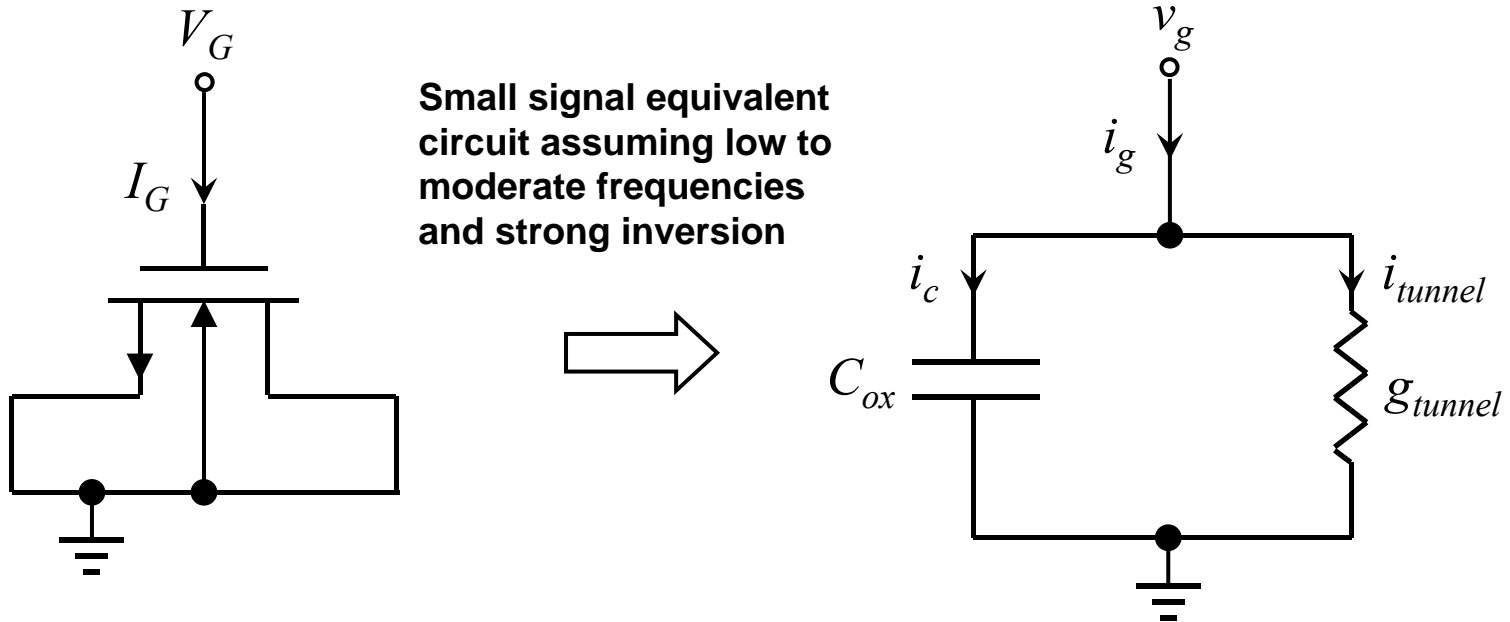 V_G
I_G
Small signal equivalent
circuit assuming low to
moderate frequencies
and strong inversion
v_g
i_g
i_c
i_tunnel
C_ox
g_tunnel